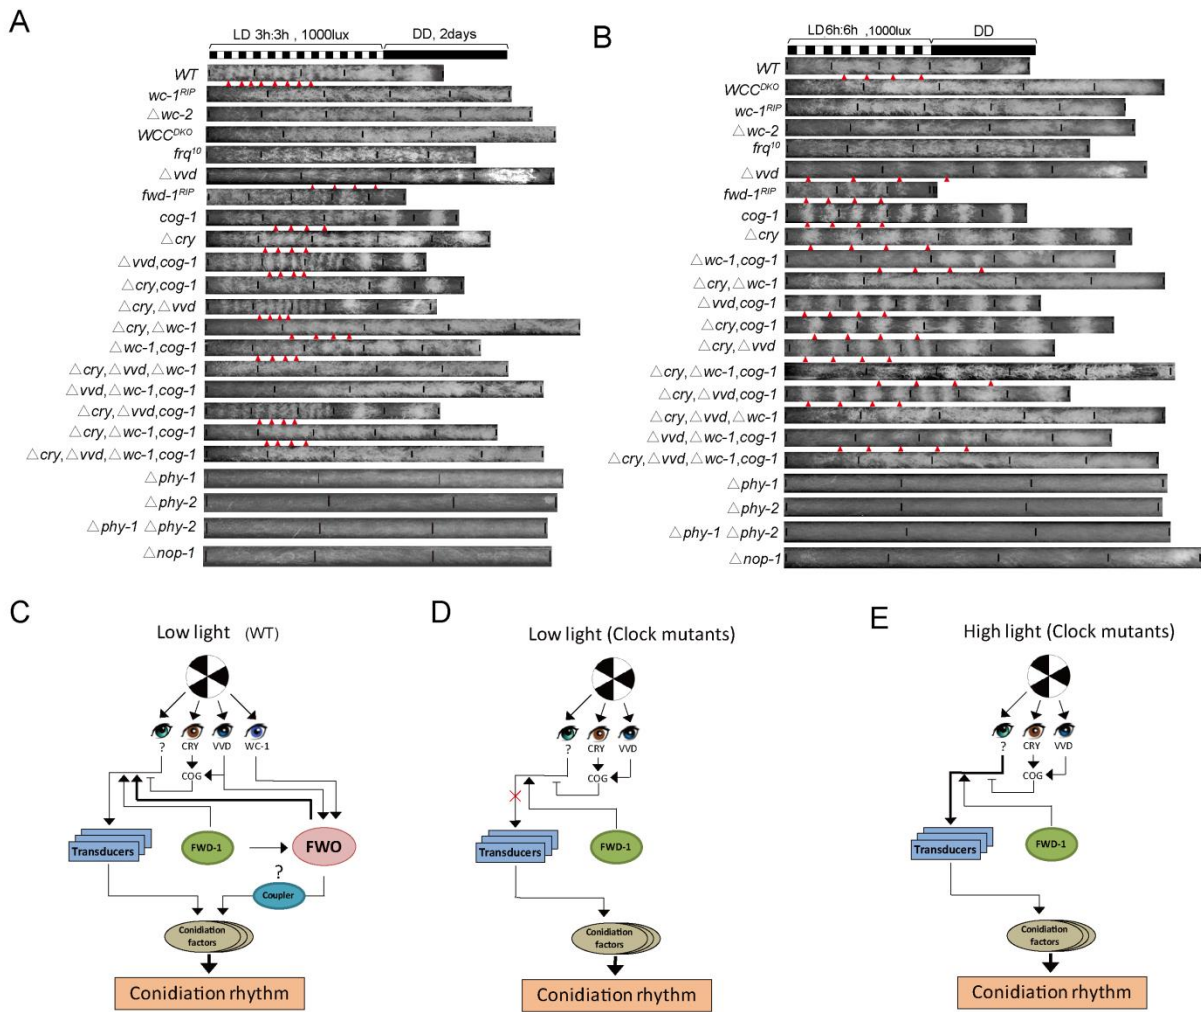 A
LD 3h:3h , 1000lux
DD, 2days
WT
wc-1RIP
△wc-2
WCCDKO
frq10
△vvd
fwd-1RIP
cog-1
△cry
△vvd,cog-1
△cry,cog-1
△cry,△vvd
△cry,△wc-1
△wc-1,cog-1
△cry,△vvd,△wc-1
△vvd,△wc-1,cog-1
△cry,△vvd,cog-1
△cry,△wc-1,cog-1
△cry,△vvd,△wc-1,cog-1
△phy-1
△phy-2
△phy-1 △phy-2
△nop-1
B
LD6h:6h ,1000lux
DD
WT
WCCDKO
wc-1RIP
△wc-2
frq10
△vvd
fwd-1RIP
cog-1
△cry
△wc-1,cog-1
△cry,△wc-1
△vvd,cog-1
△cry,cog-1
△cry,△vvd
△cry,△wc-1,cog-1
△cry,△vvd,cog-1
△cry,△vvd,△wc-1
△vvd,△wc-1,cog-1
△cry,△vvd,△wc-1,cog-1
△phy-1
△phy-2
△phy-1 △phy-2
△nop-1
C
Low light (WT)
? CRY VVD WC-1
COG
Transducers
FWD-1
FWO
?
Coupler
Conidiation
factors
Conidiation rhythm
D
Low light (Clock mutants)
? CRY VVD
COG
Transducers
FWD-1
Conidiation
factors
Conidiation rhythm
E
High light (Clock mutants)
? CRY VVD
COG
Transducers
FWD-1
Conidiation
factors
Conidiation rhythm